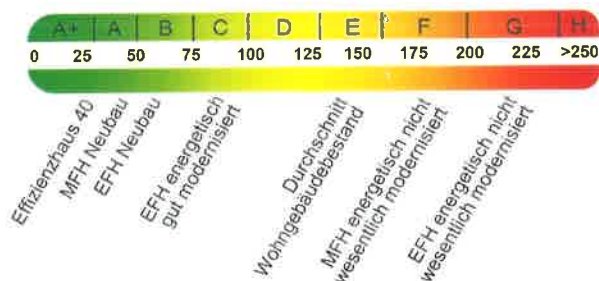 A+ A B C D E F G H
0 25 50 75 100 125 150 175 200 225 >250
Effizienzhaus 40
MFH Neubau
EFH Neubau
EFH energetisch
gut modernisiert
Durchschnitt
Wohngebäudebestand
MFH energetisch nicht
wesentlich modernisiert
EFH energetisch nicht
wesentlich modernisiert